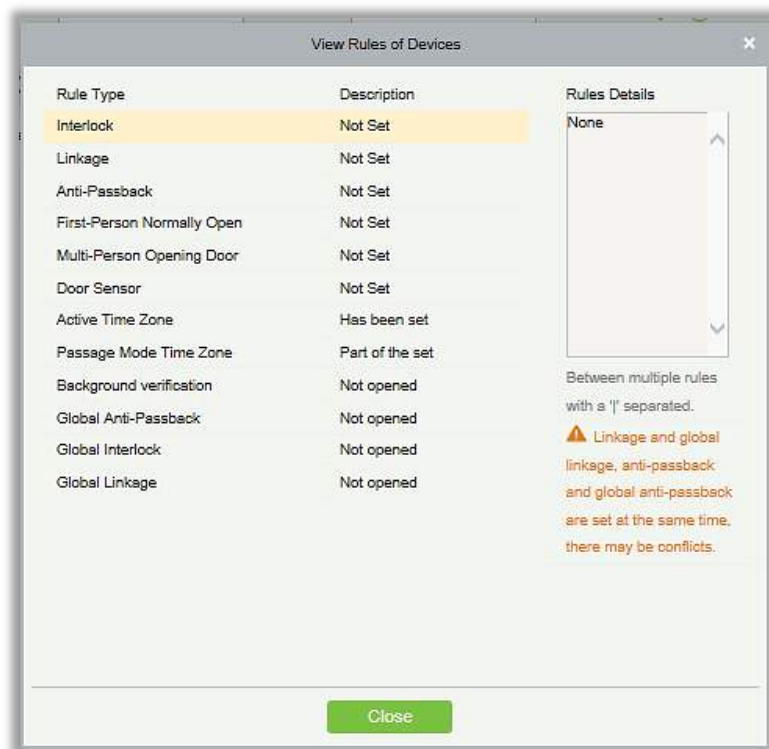 View Rules of Devices
Rule Type Description Rules Details
Interlock Not Set None
Linkage Not Set
Anti-Passback Not Set
First-Person Normally Open Not Set
Multi-Person Opening Door Not Set
Door Sensor Not Set
Active Time Zone Has been set
Passage Mode Time Zone Part of the set
Background verification Not opened
Global Anti-Passback Not opened
Global Interlock Not opened
Global Linkage Not opened
Between multiple rules
with a '|' separated.
Linkage and global
linkage, anti-passback
and global anti-passback
are set at the same time,
there may be conflicts.
Close